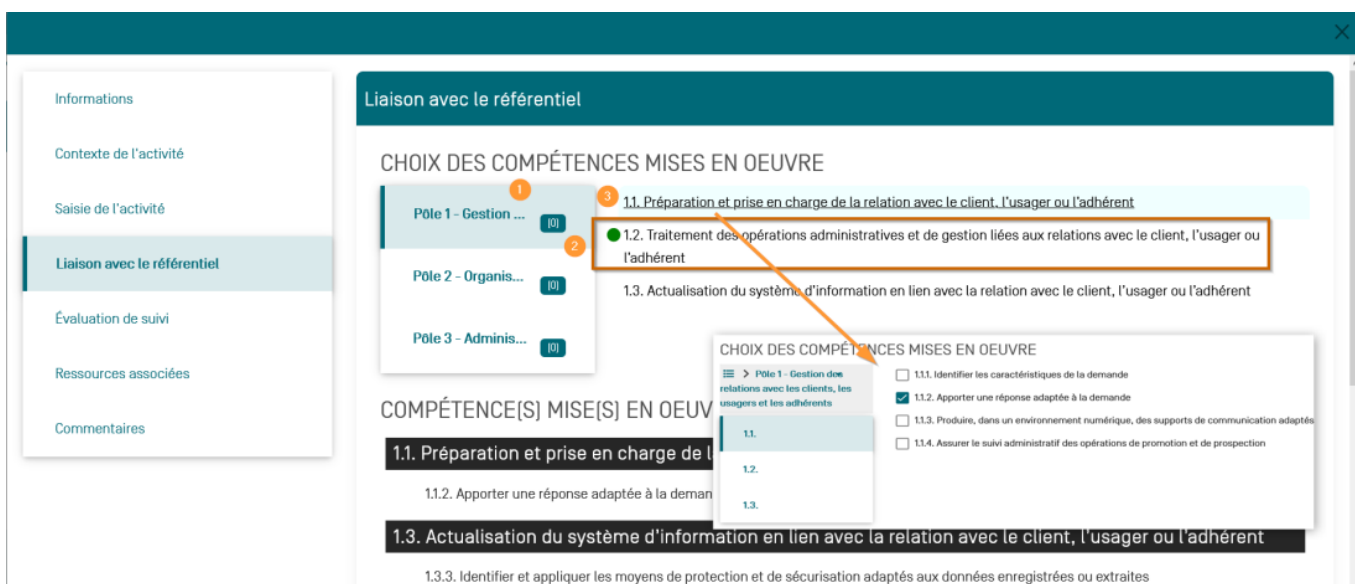 Informations
Contexte de l'activité
Saisie de l'activité
Liaison avec le référentiel
Évaluation de suivi
Ressources associées
Commentaires
Liaison avec le référentiel
CHOIX DES COMPÉTENCES MISES EN OEUVRE
1
Pôle 1 - Gestion ...
[0]
2
Pôle 2 - Organis...
[0]
Pôle 3 - Adminis...
[0]
3
1.1. Préparation et prise en charge de la relation avec le client, l'usager ou l'adhérent
1.2. Traitement des opérations administratives et de gestion liées aux relations avec le client, l'usager ou
l'adhérent
1.3. Actualisation du système d'information en lien avec la relation avec le client, l'usager ou l'adhérent
CHOIX DES COMPÉTENCES MISES EN OEUVRE
> Pôle 1 - Gestion des
relations avec les clients, les
usagers et les adhérents
1.1.
1.2.
1.3.
1.1.1. Identifier les caractéristiques de la demande
1.1.2. Apporter une réponse adaptée à la demande
1.1.3. Produire, dans un environnement numérique, des supports de communication adaptés
1.1.4. Assurer le suivi administratif des opérations de promotion et de prospection
COMPÉTENCE(S) MISE(S) EN OEUV
1.1. Préparation et prise en charge de l
1.1.2. Apporter une réponse adaptée à la deman
1.3. Actualisation du système d'information en lien avec la relation avec le client, l'usager ou l'adhérent
1.3.3. Identifier et appliquer les moyens de protection et de sécurisation adaptés aux données enregistrées ou extraites